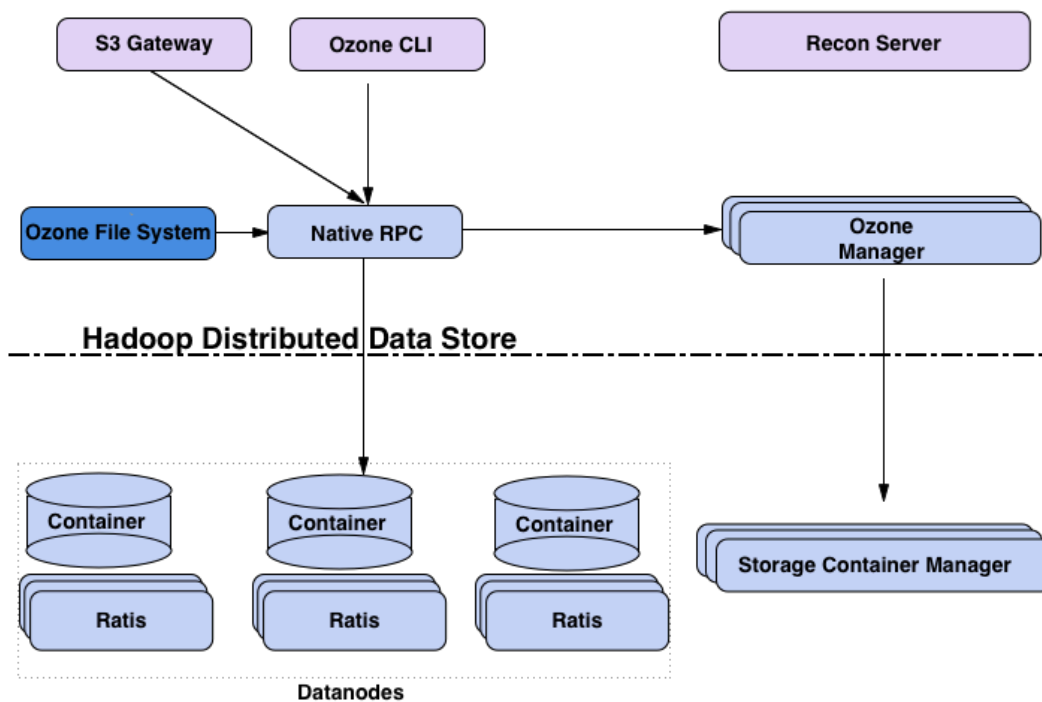 S3 Gateway
Ozone CLI
Recon Server
Ozone File System
Native RPC
Ozone
Manager
Hadoop Distributed Data Store
Container
Container
Container
Storage Container Manager
Ratis
Ratis
Ratis
Datanodes